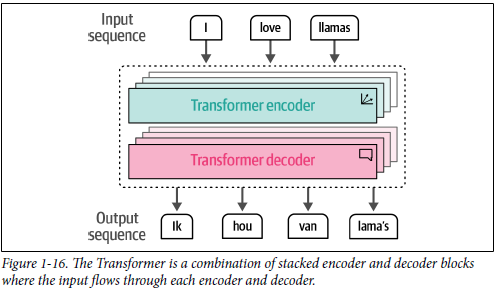 Input
sequence
I love llamas
Transformer encoder
Transformer decoder
Output
sequence
Ik hou van lama's
Figure 1-16. The Transformer is a combination of stacked encoder and decoder blocks
where the input flows through each encoder and decoder.